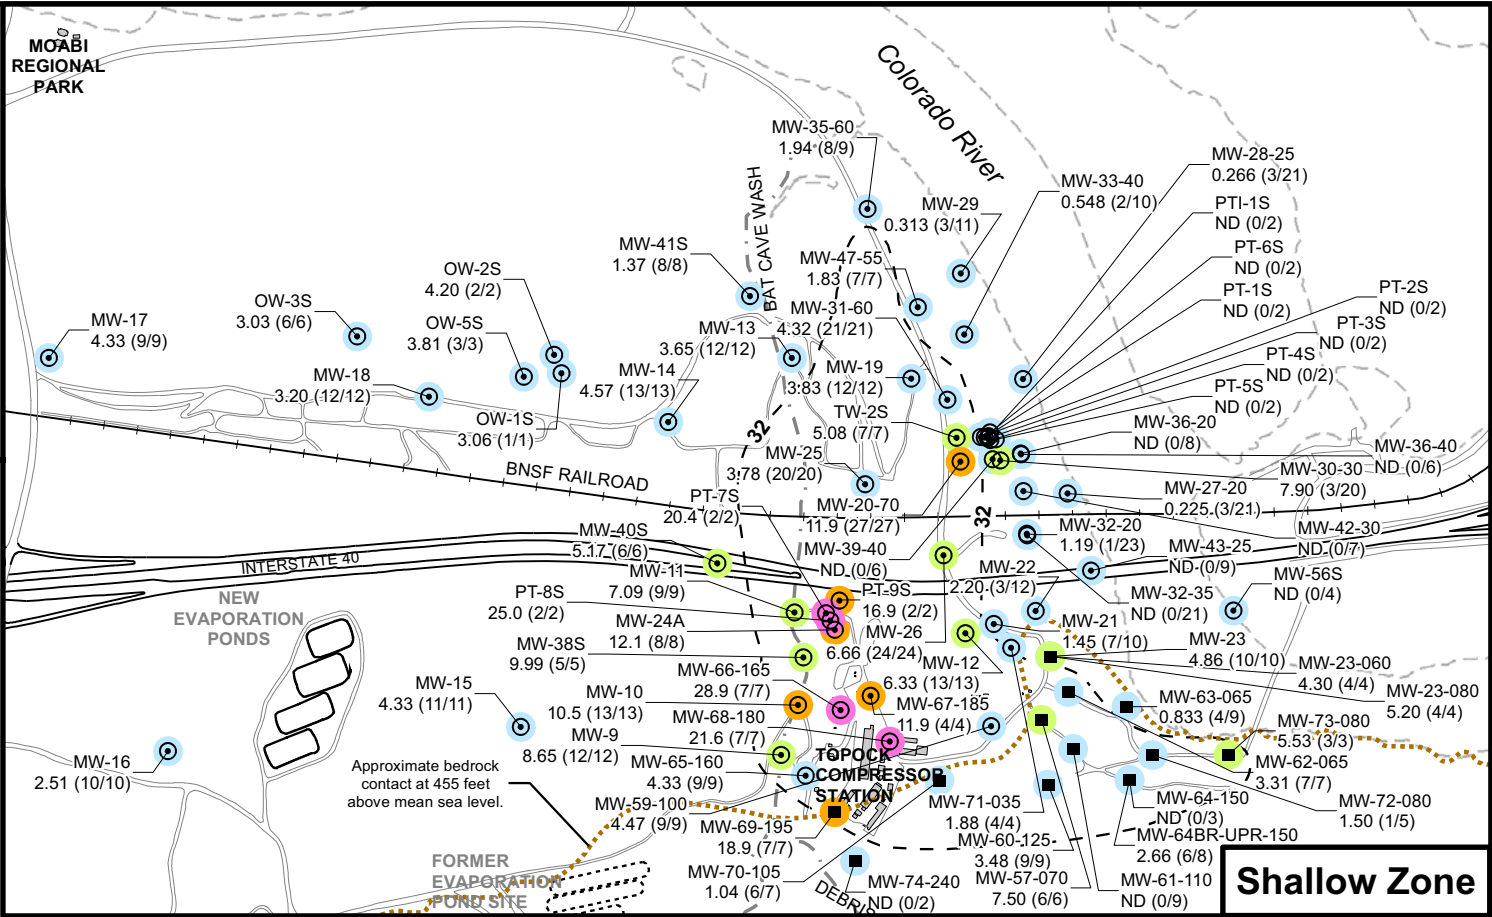 MOABI
REGIONAL
PARK
Colorado River
BAT CAVE WASH
MW-35-60
1.94 (8/9)
MW-28-25
0.266 (3/21)
MW-33-40
0.548 (2/10)
MW-29
0.313 (3/11)
PTI-1S
ND (0/2)
PT-6S
ND (0/2)
PT-1S
ND (0/2)
PT-2S
ND (0/2)
PT-3S
ND (0/2)
PT-4S
ND (0/2)
PT-5S
ND (0/2)
MW-41S
1.37 (8/8)
MW-47-55
1.83 (7/7)
OW-2S
4.20 (2/2)
OW-3S
3.03 (6/6)
OW-5S
3.81 (3/3)
MW-17
4.33 (9/9)
MW-31-60
4.32 (21/21)
MW-13
3.65 (12/12)
MW-14
4.57 (13/13)
MW-19
3.83 (12/12)
MW-18
3.20 (12/12)
OW-1S
3.06 (1/1)
TW-2S
5.08 (7/7)
32
MW-36-20
ND (0/8)
MW-36-40
ND (0/6)
MW-25
3.78 (20/20)
BNSF RAILROAD
MW-30-30
7.90 (3/20)
PT-7S
20.4 (2/2)
MW-20-70
11.9 (27/27)
32
MW-27-20
0.225 (3/21)
MW-42-30
ND (0/7)
MW-40S
5.17 (6/6)
MW-39-40
ND (0/6)
MW-32-20
1.19 (1/23)
MW-43-25
ND (0/9)
INTERSTATE 40
MW-11
7.09 (9/9)
MW-22
2.20 (3/12)
MW-56S
ND (0/4)
PT-8S
25.0 (2/2)
PT-9S
16.9 (2/2)
MW-32-35
ND (0/21)
NEW
EVAPORATION
PONDS
MW-24A
12.1 (8/8)
MW-26
6.66 (24/24)
MW-21
1.45 (7/10)
MW-23
4.86 (10/10)
MW-38S
9.99 (5/5)
MW-12
6.33 (13/13)
MW-23-060
4.30 (4/4)
MW-66-165
28.9 (7/7)
MW-23-080
5.20 (4/4)
MW-15
4.33 (11/11)
MW-10
10.5 (13/13)
MW-67-185
11.9 (4/4)
MW-63-065
0.833 (4/9)
MW-68-180
21.6 (7/7)
MW-73-080
5.53 (3/3)
MW-9
8.65 (12/12)
MW-16
2.51 (10/10)
MW-65-160
4.33 (9/9)
TOPOCK
COMPRESSOR
STATION
MW-62-065
3.31 (7/7)
Approximate bedrock
contact at 455 feet
above mean sea level.
MW-59-100
4.47 (9/9)
MW-71-035
1.88 (4/4)
MW-64-150
ND (0/3)
MW-72-080
1.50 (1/5)
MW-69-195
18.9 (7/7)
MW-60-125
3.48 (9/9)
MW-64BR-UPR-150
2.66 (6/8)
FORMER
EVAPORATION
POND SITE
MW-70-105
1.04 (6/7)
MW-74-240
ND (0/2)
MW-57-070
7.50 (6/6)
MW-61-110
ND (0/9)
DEBRIS
Shallow Zone